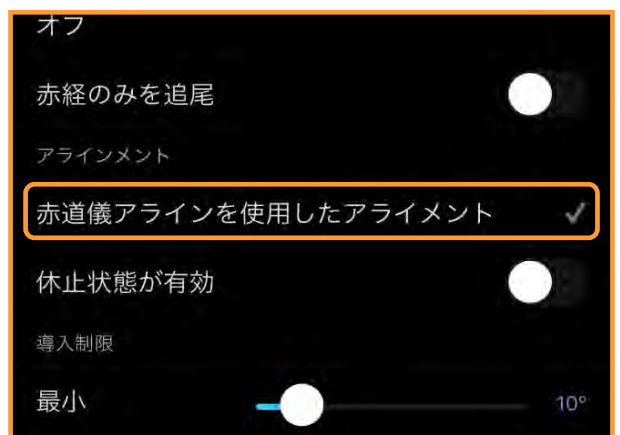 オフ
赤経のみを追尾
アラインメント
赤道儀アラインを使用したアライメント
休止状態が有効
導入制限
最小 10°